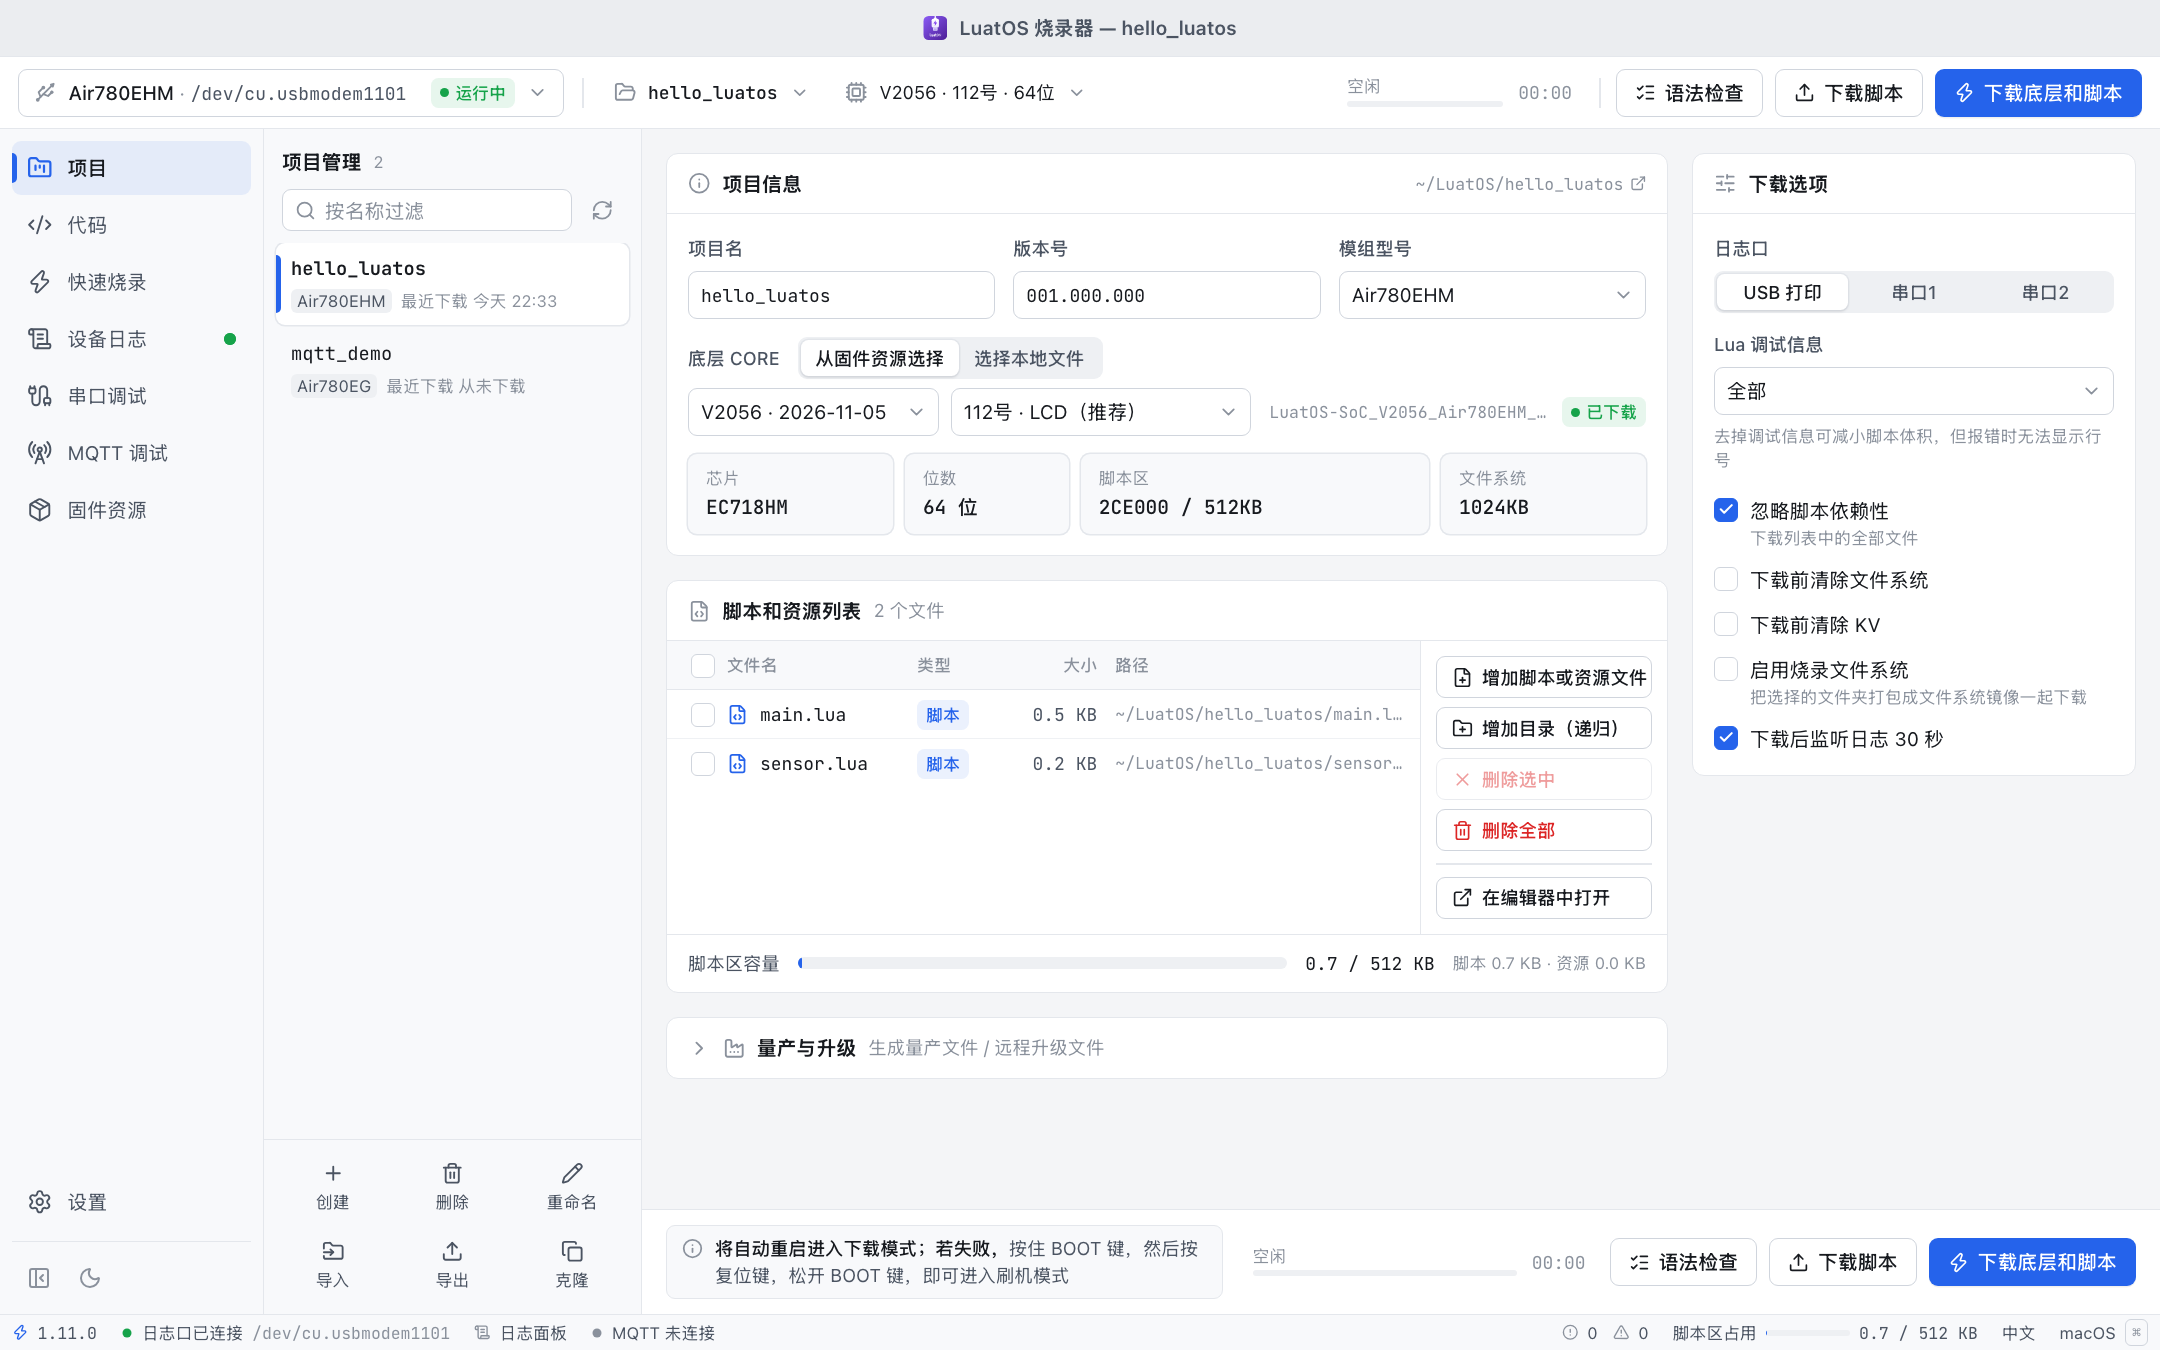 LuatOS 烧录器 — hello_luatos
Air780EHM · /dev/cu.usbmodem1101 运行中
hello_luatos
V2056 · 112号 · 64位
空闲 00:00
语法检查
下载脚本
下载底层和脚本
项目
代码
快速烧录
设备日志
串口调试
MQTT 调试
固件资源
设置
项目管理 2
按名称过滤
hello_luatos
Air780EHM 最近下载 今天 22:33
mqtt_demo
Air780EG 最近下载 从未下载
创建
删除
重命名
导入
导出
克隆
项目信息 ~/LuatOS/hello_luatos
项目名
hello_luatos
版本号
001.000.000
模组型号
Air780EHM
底层 CORE 从固件资源选择 选择本地文件
V2056 · 2026-11-05
112号 · LCD（推荐）
LuatOS-SoC_V2056_Air780EHM_… 已下载
芯片
EC718HM
位数
64 位
脚本区
2CE000 / 512KB
文件系统
1024KB
脚本和资源列表 2 个文件
文件名 类型 大小 路径
main.lua 脚本 0.5 KB ~/LuatOS/hello_luatos/main.l…
sensor.lua 脚本 0.2 KB ~/LuatOS/hello_luatos/sensor…
增加脚本或资源文件
增加目录（递归）
删除选中
删除全部
在编辑器中打开
脚本区容量 0.7 / 512 KB 脚本 0.7 KB · 资源 0.0 KB
量产与升级 生成量产文件 / 远程升级文件
下载选项
日志口
USB 打印 串口1 串口2
Lua 调试信息
全部
去掉调试信息可减小脚本体积，但报错时无法显示行
号
忽略脚本依赖性
下载列表中的全部文件
下载前清除文件系统
下载前清除 KV
启用烧录文件系统
把选择的文件夹打包成文件系统镜像一起下载
下载后监听日志 30 秒
将自动重启进入下载模式；若失败，按住 BOOT 键，然后按
复位键，松开 BOOT 键，即可进入刷机模式
空闲 00:00
语法检查
下载脚本
下载底层和脚本
1.11.0 日志口已连接 /dev/cu.usbmodem1101 日志面板 MQTT 未连接
0 0 脚本区占用 0.7 / 512 KB 中文 macOS ⌘